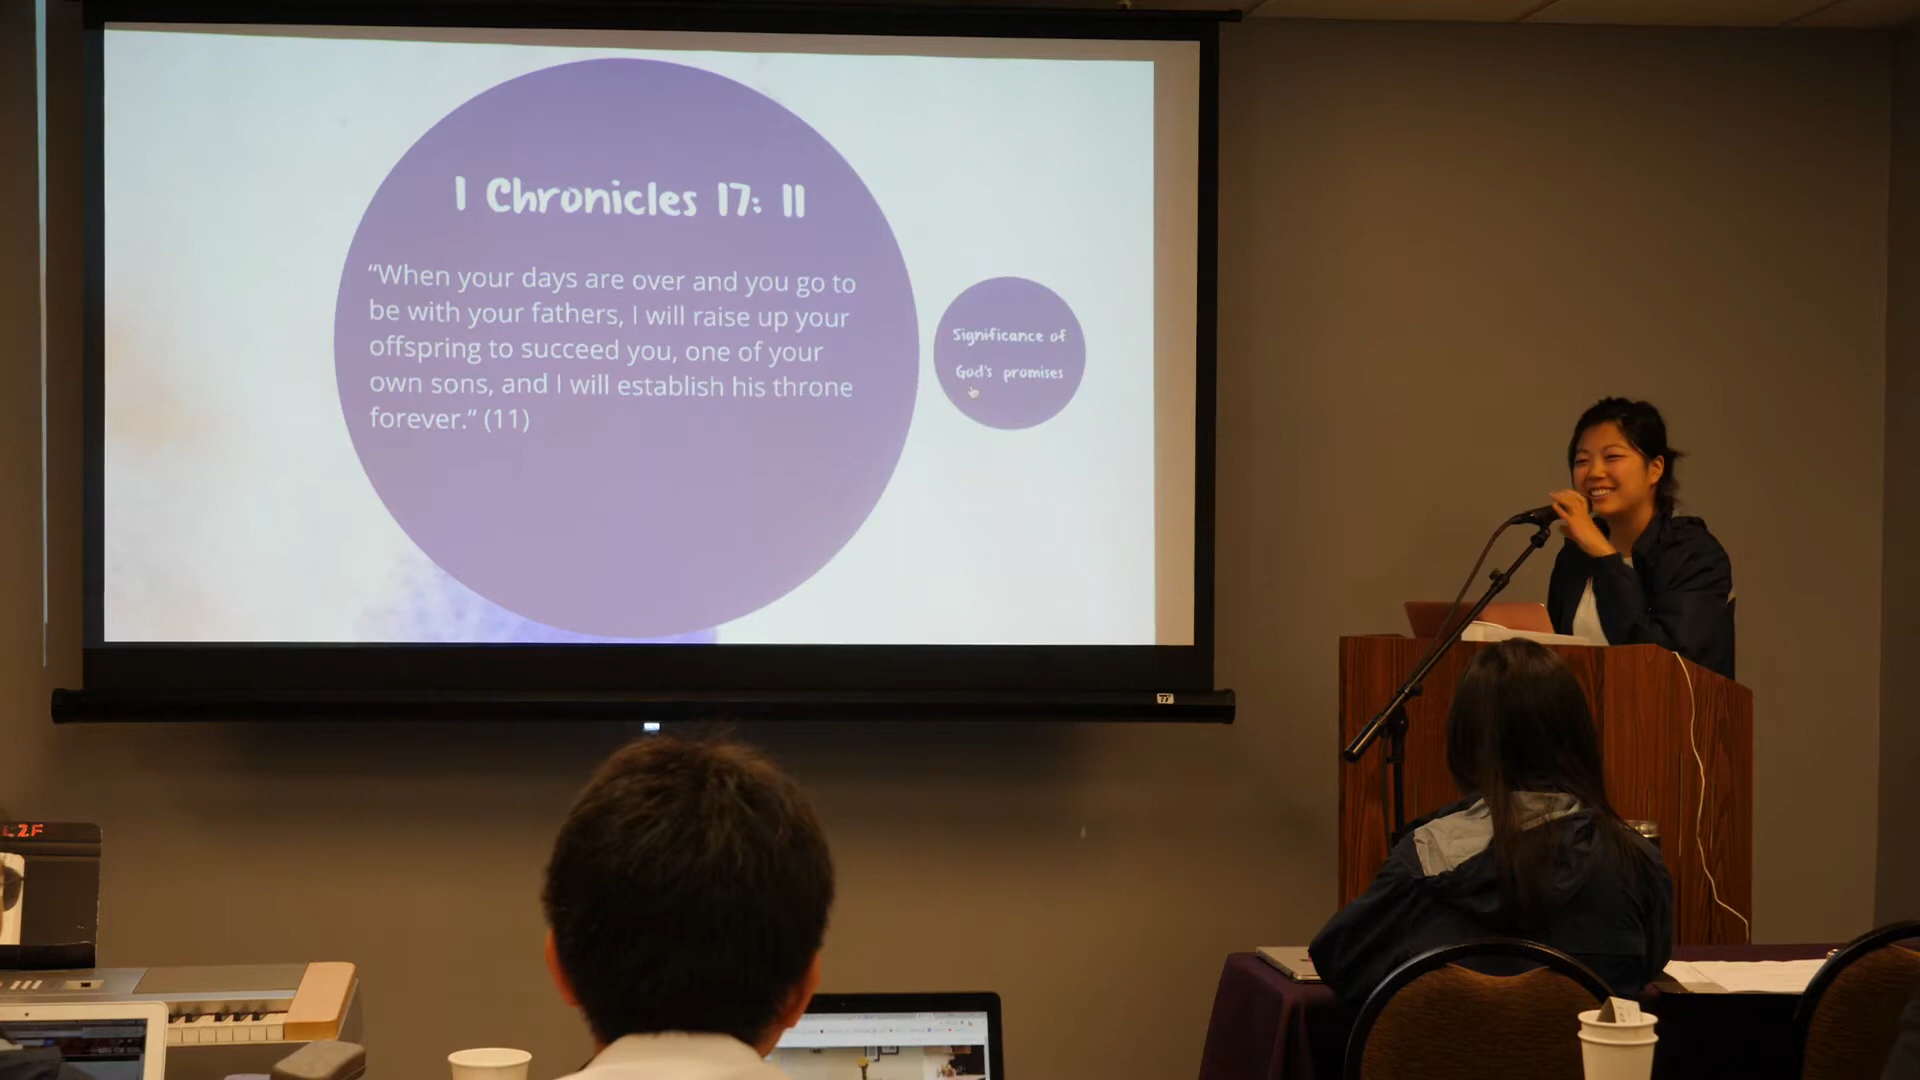 1 Chronicles 17: 11
“When your days are over and you go to
be with your fathers, I will raise up your
offspring to succeed you, one of your
own sons, and I will establish his throne
forever.” (11)
Significance of
God's promises